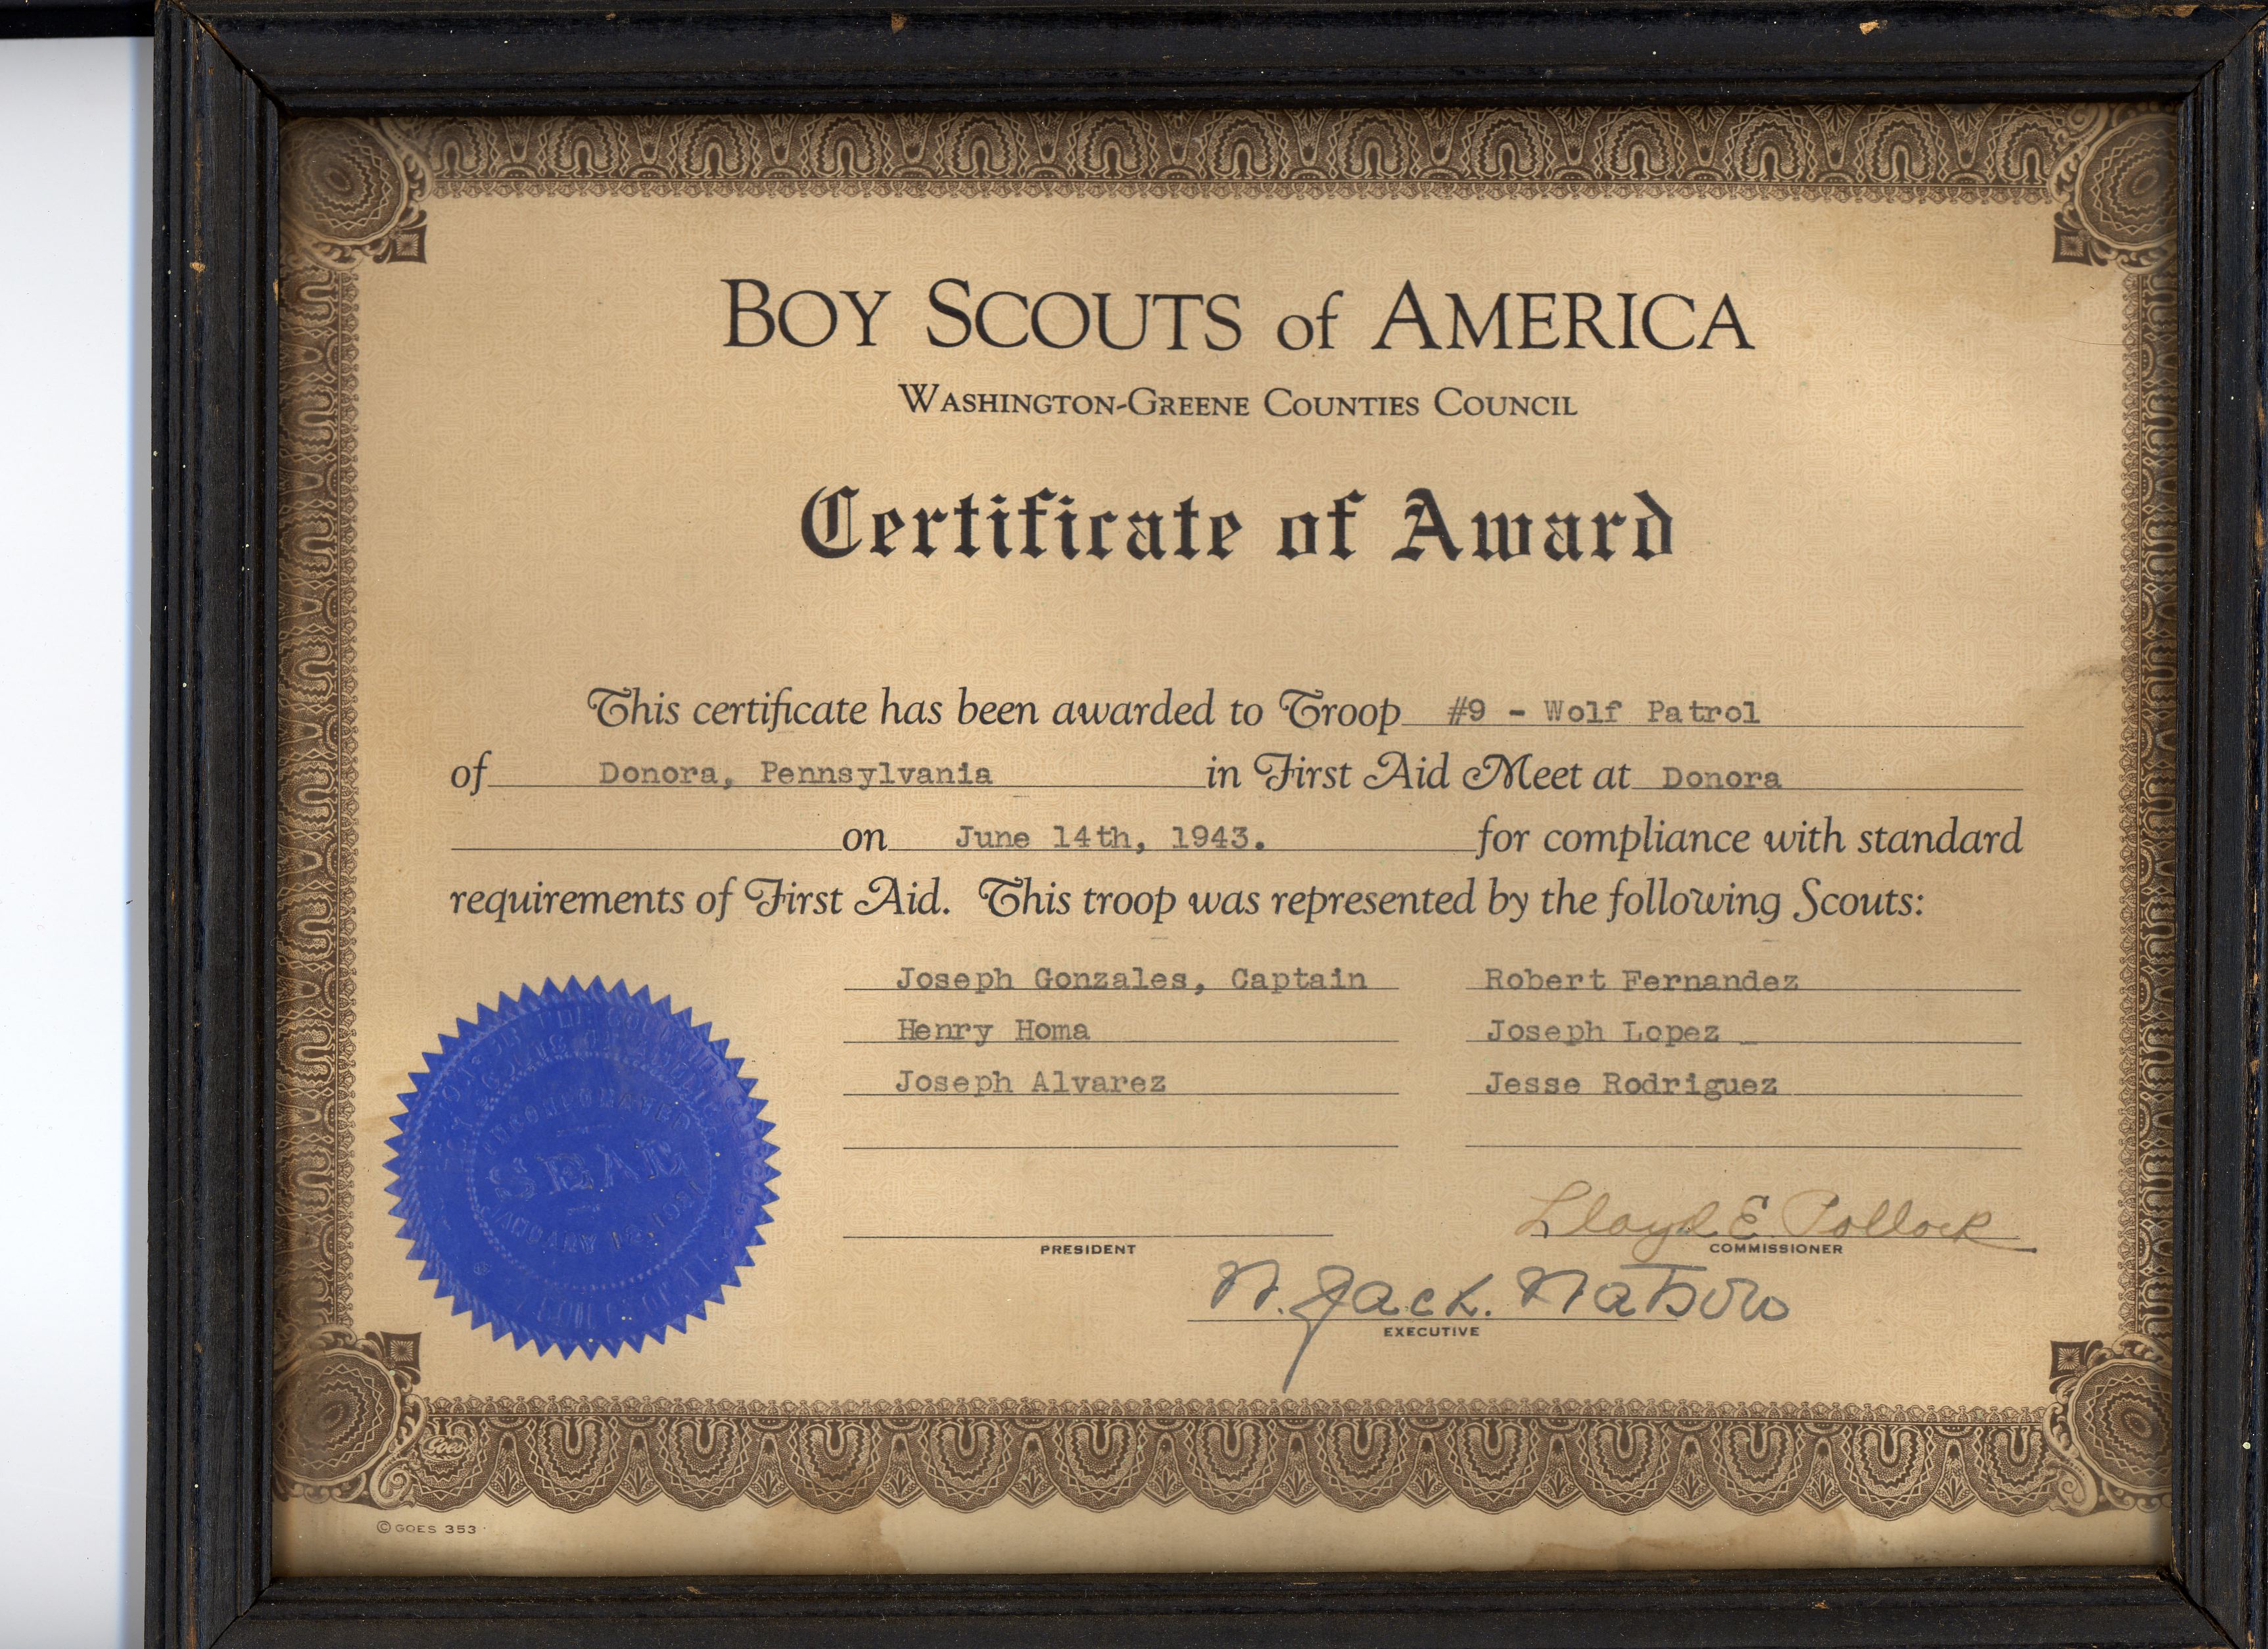 BOY SCOUTS of AMERICA
WASHINGTON-GREENE COUNTIES COUNCIL
Certificate of Award
This certificate has been awarded to Troop #9 - Wolf Patrol
of Donora, Pennsylvania in First Aid Meet at Donora
on June 14th, 1943. for compliance with standard
requirements of First Aid. This troop was represented by the following Scouts:
Joseph Gonzales, Captain Robert Fernandez
Henry Homa Joseph Lopez
Joseph Alvarez Jesse Rodriguez
INCORPORATED
SEAL
Lloyd E Pollock
PRESIDENT COMMISSIONER
N. Jack.
EXECUTIVE
Goes
© GOES 353